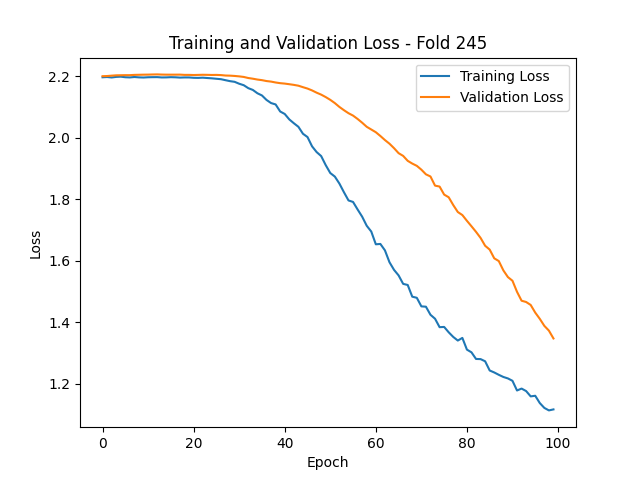 Training and Validation Loss - Fold 245
Training Loss
Validation Loss
2.2
2.0
1.8
1.6
1.4
1.2
Loss
0
20
40
60
80
100
Epoch